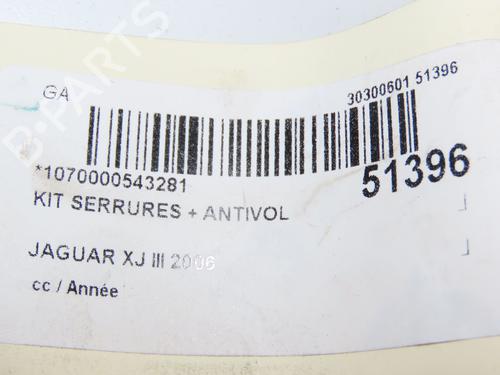 B-PARTS
GA
30300601 51396
*1070000543281
51396
KIT SERRURES + ANTIVOL
JAGUAR XJ III 2006
cc / Année